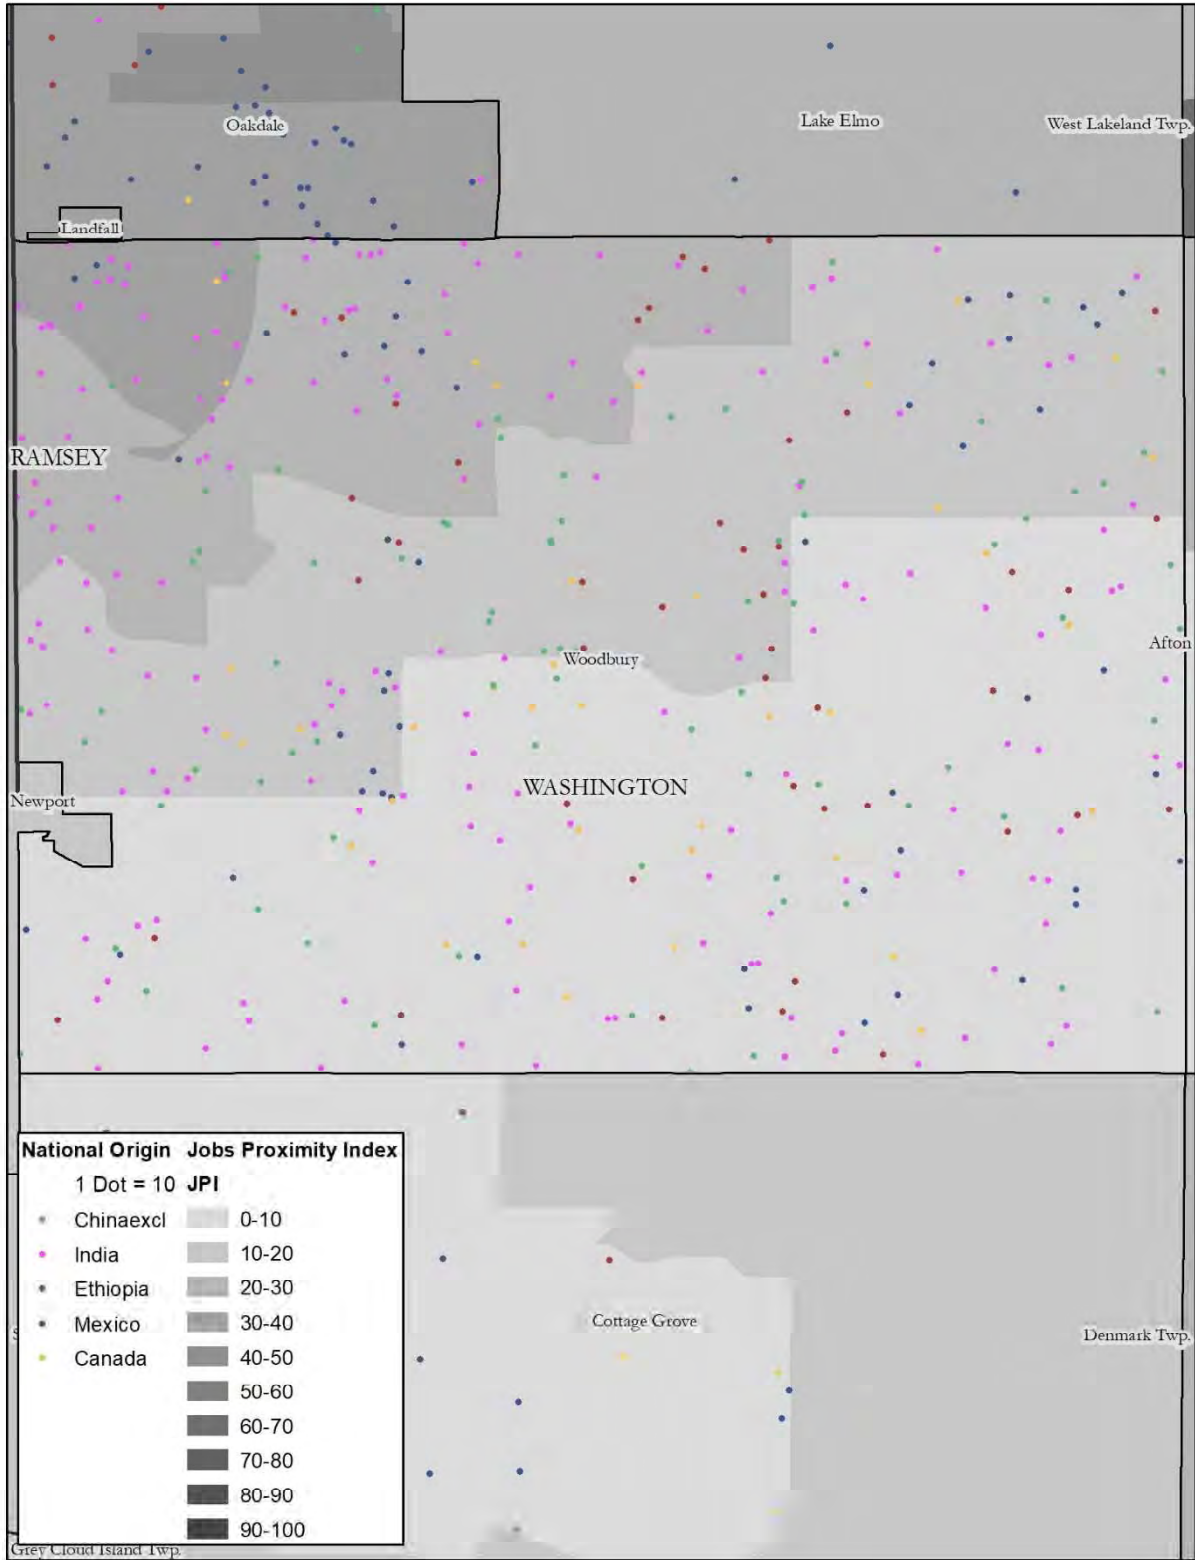 Oakdale
Lake Elmo
West Lakeland Twp.
Landfall
RAMSEY
Woodbury
Afton
WASHINGTON
Newport
National Origin Jobs Proximity Index
1 Dot = 10 JPI
Chinaexcl 0-10
India 10-20
Ethiopia 20-30
Mexico 30-40
Canada 40-50
50-60
60-70
70-80
80-90
90-100
Cottage Grove
Denmark Twp.
S
Grey Cloud Island Twp.